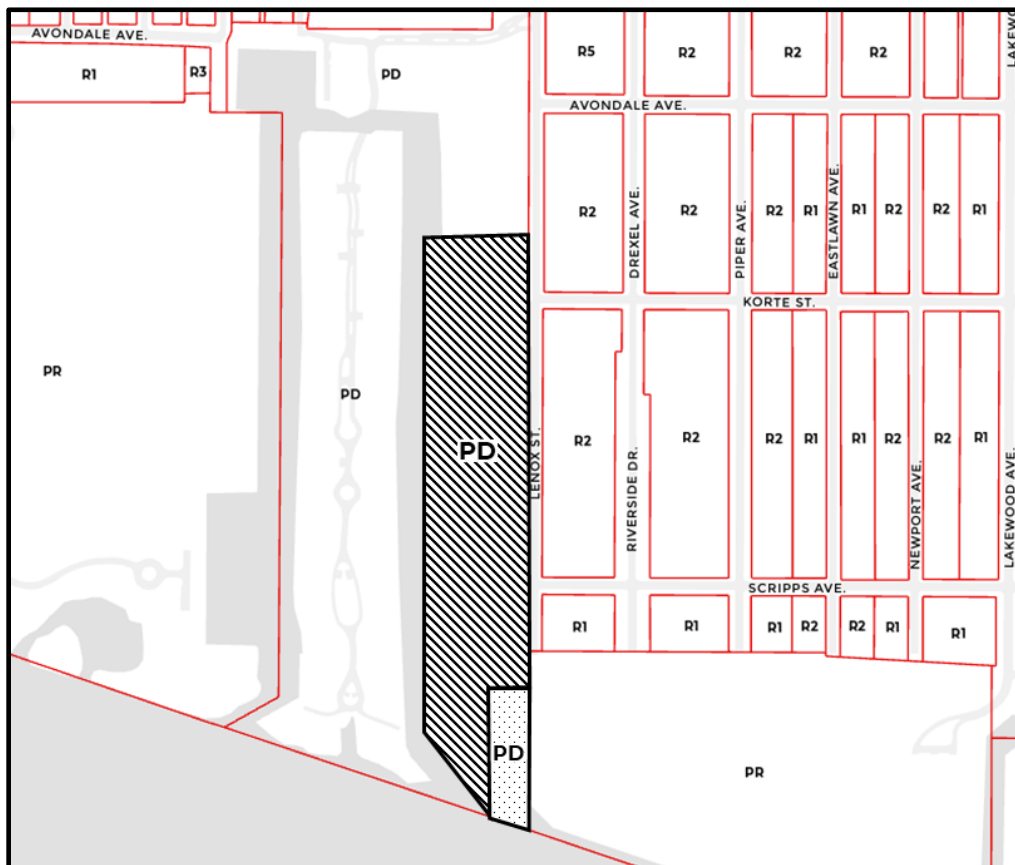 AVONDALE AVE.
LAKEWO
R5
R2
R2
R2
R1
R3
PD
AVONDALE AVE.
DREXEL AVE.
PIPER AVE.
EASTLAWN AVE.
R2
R2
R2
R1
R1
R2
R2
R1
KORTE ST.
PR
PD
PD
LENOX ST.
R2
RIVERSIDE DR.
R2
R2
R1
R1
R2
NEWPORT AVE.
R2
R1
LAKEWOOD AVE.
SCRIPPS AVE.
R1
R1
R1
R2
R2
R1
R1
PD
PR